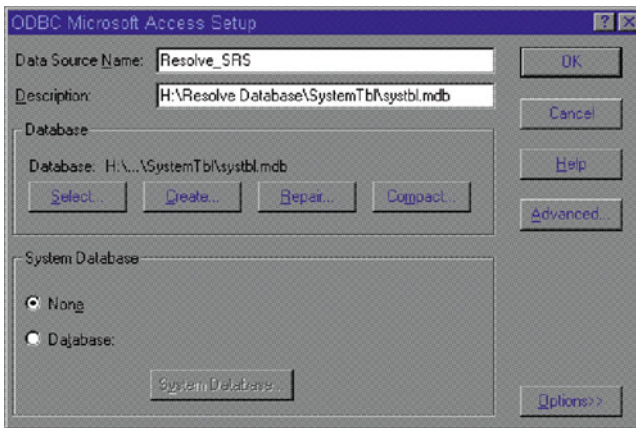 ODBC Microsoft Access Setup
Data Source Name: Resolve_SRS
OK
Description: H:\Resolve Database\SystemTbl\systbl.mdb
Cancel
Database
Database: H:\...\SystemTbl\systbl.mdb
Help
Select... Create... Repair... Compact...
Advanced...
System Database
None
Database:
System Database...
Options>>